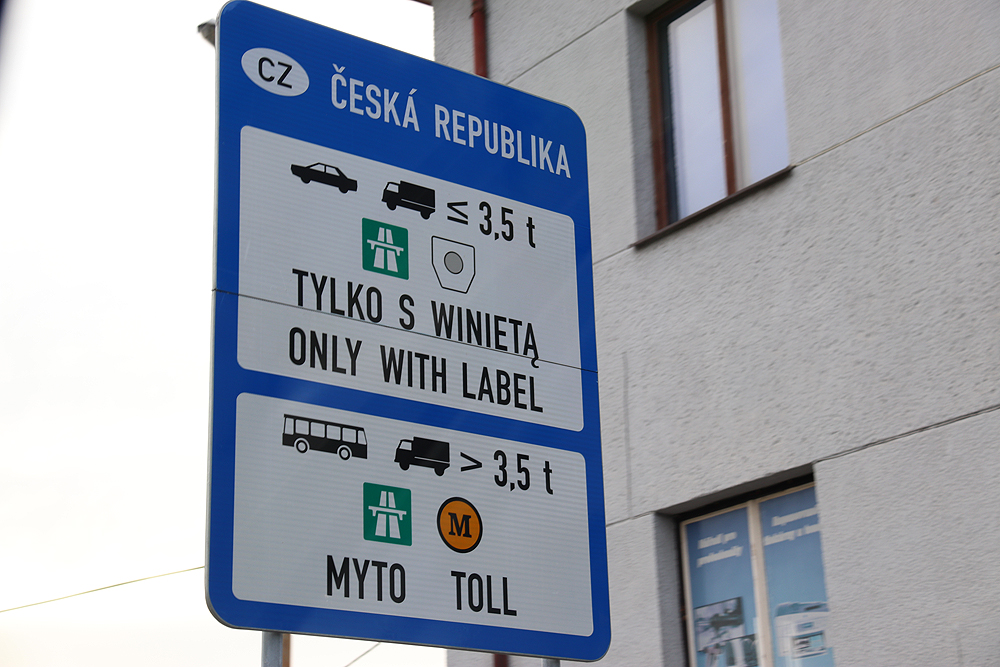 CZ ČESKÁ REPUBLIKA
≤ 3,5 t
TYLKO S WINIETĄ
ONLY WITH LABEL
> 3,5 t
M
MYTO TOLL